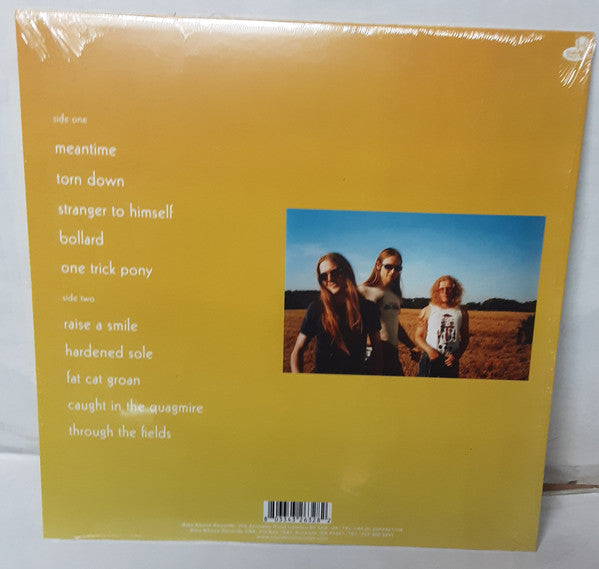 side one
meantime
torn down
stranger to himself
bollard
one trick pony
side two
raise a smile
hardened sole
fat cat groan
caught in the quagmire
through the fields